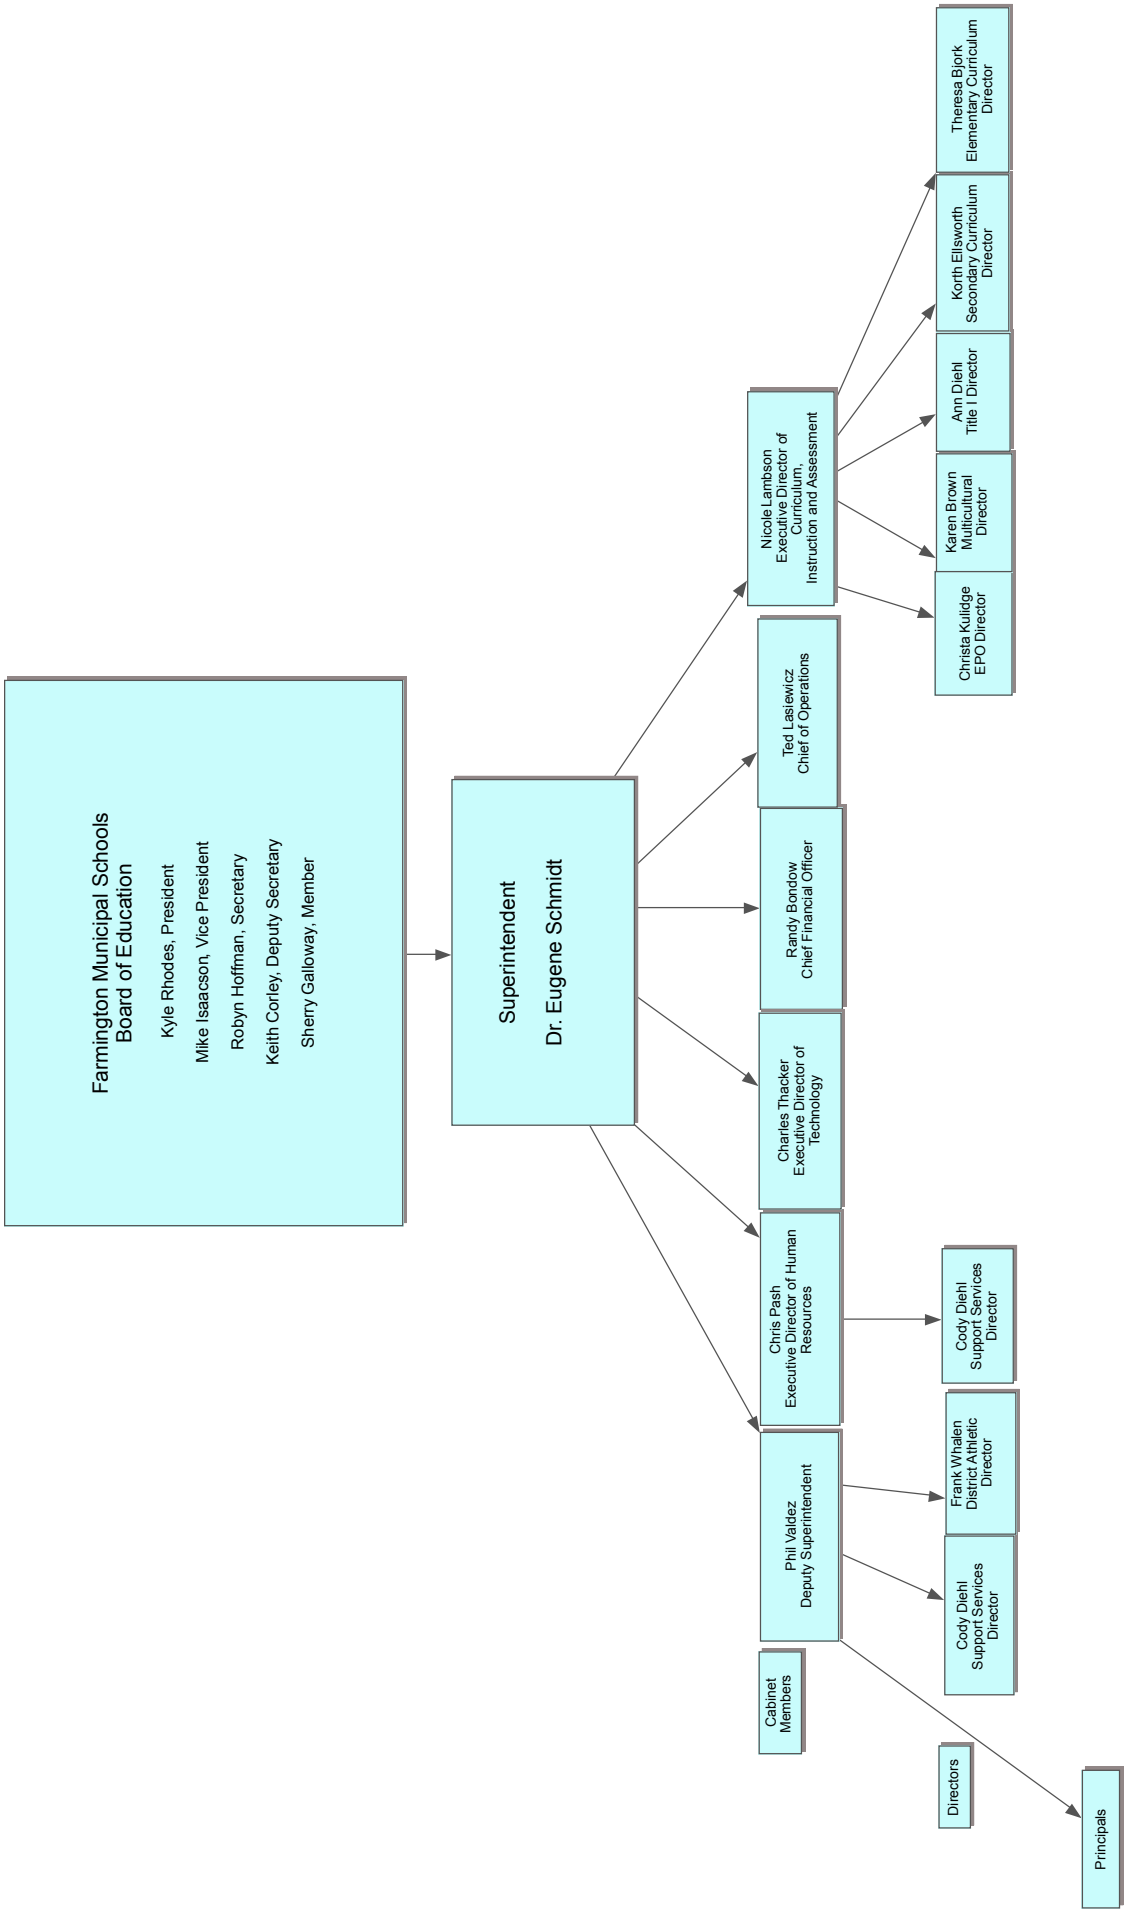 Farmington Municipal Schools
Board of Education
Kyle Rhodes, President
Mike Isaacson, Vice President
Robyn Hoffman, Secretary
Keith Corley, Deputy Secretary
Sherry Galloway, Member
Superintendent
Dr. Eugene Schmidt
Cabinet
Members
Phil Valdez
Deputy Superintendent
Chris Pash
Executive Director of Human
Resources
Charles Thacker
Executive Director of
Technology
Randy Bondow
Chief Financial Officer
Ted Lasiewicz
Chief of Operations
Nicole Lambson
Executive Director of
Curriculum,
Instruction and Assessment
Directors
Cody Diehl
Support Services
Director
Frank Whalen
District Athletic
Director
Cody Diehl
Support Services
Director
Christa Kulidge
EPO Director
Karen Brown
Multicultural
Director
Ann Diehl
Title I Director
Korth Ellsworth
Secondary Curriculum
Director
Theresa Bjork
Elementary Curriculum
Director
Principals